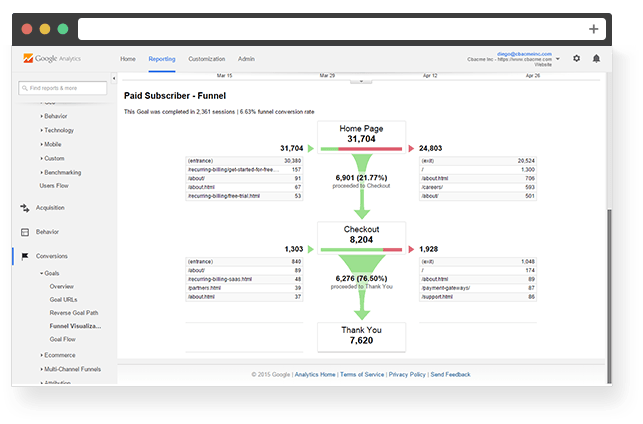 diego@cbacmeinc.com
Google Analytics
Home
Reporting
Customization
Admin
Cbacme Inc - https://www.cbacme...
Website
Mar 15
Mar 29
Apr 12
Apr 26
Find reports & more
Behavior
Technology
Mobile
Custom
Benchmarking
Users Flow
Acquisition
Behavior
Conversions
Goals
Overview
Goal URLs
Reverse Goal Path
Funnel Visualiza...
Goal Flow
Ecommerce
Multi-Channel Funnels
Attribution
Paid Subscriber - Funnel
This Goal was completed in 2,361 sessions | 6.63% funnel conversion rate
Home Page
31,704
31,704
(entrance) 30,380
/recurring-billing/get-started-for-free... 157
/about/ 91
/about.html 67
/recurring-billing/free-trial.html 53
24,803
(exit) 20,524
/ 1,300
/about.html 706
/careers/ 593
/about/ 501
6,901 (21.77%)
proceeded to Checkout
Checkout
8,204
1,303
(entrance) 840
/about/ 89
/recurring-billing-saas.html 48
/partners.html 39
/about.html 37
1,928
(exit) 1,048
/ 174
/about.html 89
/payment-gateways/ 87
/support.html 86
6,276 (76.50%)
proceeded to Thank You
Thank You
7,620
© 2015 Google | Analytics Home | Terms of Service | Privacy Policy | Send Feedback